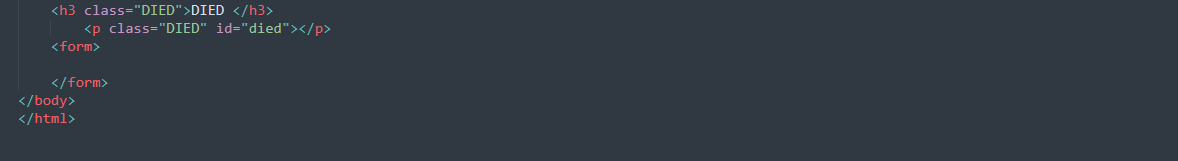 <h3 class="DIED">DIED </h3>
<p class="DIED" id="died"></p>
<form>
</form>
</body>
</html>